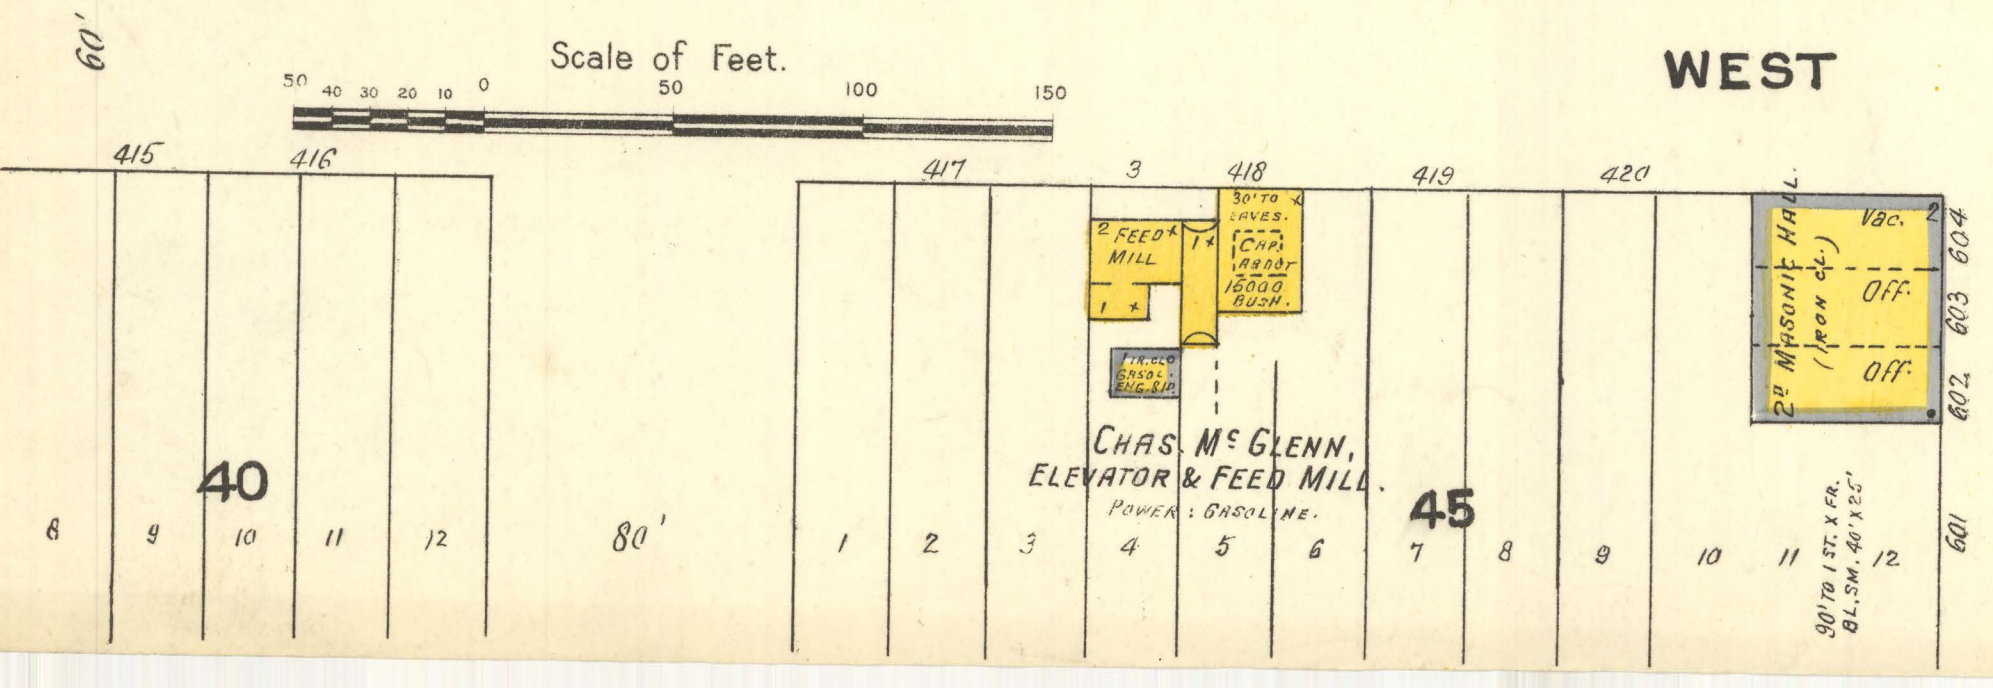 60'
Scale of Feet.
50 40 30 20 10 0 50 100 150
WEST
415 416 417 3 418 419 420
30' TO X
EAVES.
CAP.
ABOUT
15000
BUSH.
2 FEED X
MILL
1 X
1 X
1 IR. CL'D
GASOL.
ENG. B'LD.
CHAS. Mc GLENN,
ELEVATOR & FEED MILL.
POWER: GASOLINE.
2D MASONIC HALL.
(IRON CL.)
Vac. 2
Off.
Off.
604
603
602
601
40
45
8 9 10 11 12
80'
1 2 3 4 5 6 7 8 9 10 11 12
90' TO 1 ST. X FR.
BL. SM. 40' X 25'